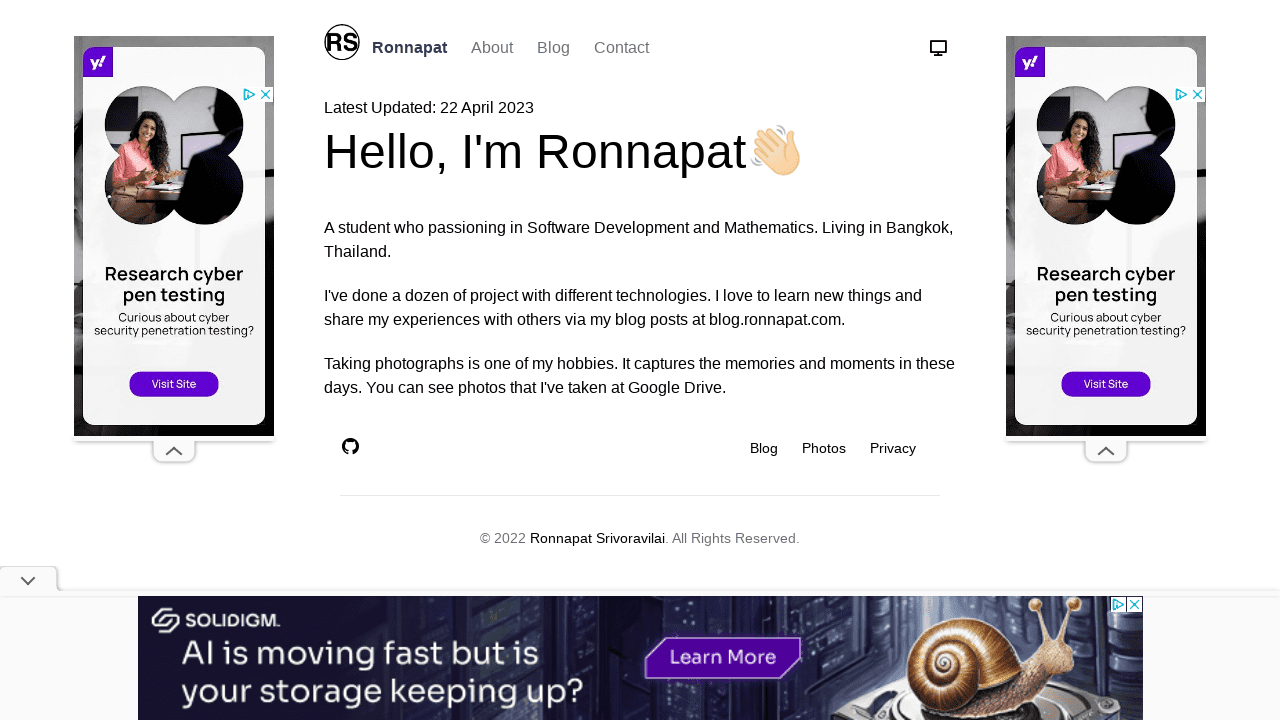 RS
Ronnapat About Blog Contact
Latest Updated: 22 April 2023
Hello, I'm Ronnapat
A student who passioning in Software Development and Mathematics. Living in Bangkok,
Thailand.
I've done a dozen of project with different technologies. I love to learn new things and
share my experiences with others via my blog posts at blog.ronnapat.com.
Taking photographs is one of my hobbies. It captures the memories and moments in these
days. You can see photos that I've taken at Google Drive.
Blog Photos Privacy
© 2022 Ronnapat Srivoravilai. All Rights Reserved.
y!
Research cyber
pen testing
Curious about cyber
security penetration testing?
Visit Site
y!
Research cyber
pen testing
Curious about cyber
security penetration testing?
Visit Site
SOLIDIGM
AI is moving fast but is
your storage keeping up?
Learn More